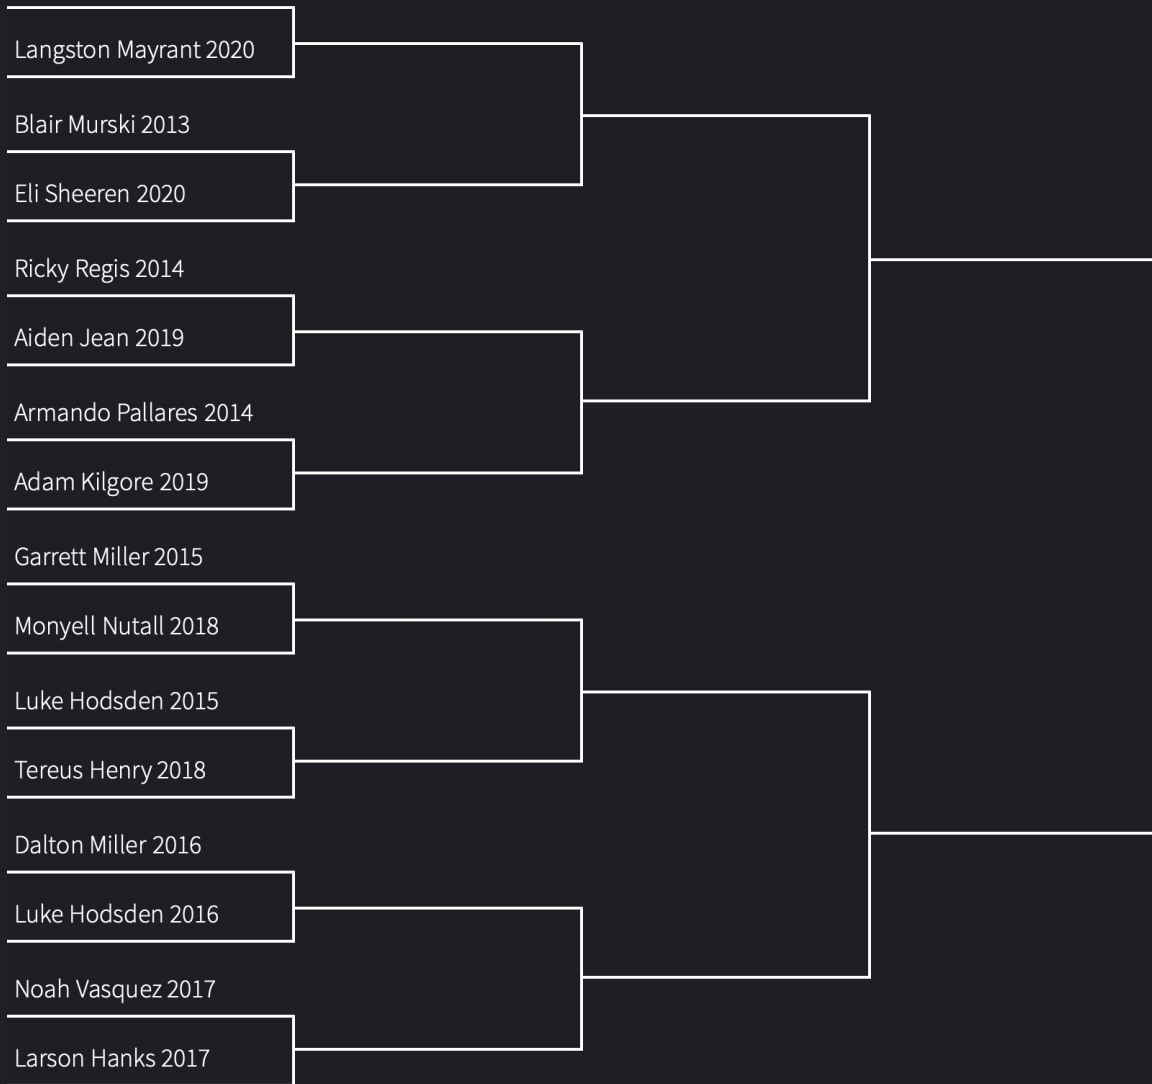 Langston Mayrant 2020
Blair Murski 2013
Eli Sheeren 2020
Ricky Regis 2014
Aiden Jean 2019
Armando Pallares 2014
Adam Kilgore 2019
Garrett Miller 2015
Monyell Nutall 2018
Luke Hodsden 2015
Tereus Henry 2018
Dalton Miller 2016
Luke Hodsden 2016
Noah Vasquez 2017
Larson Hanks 2017